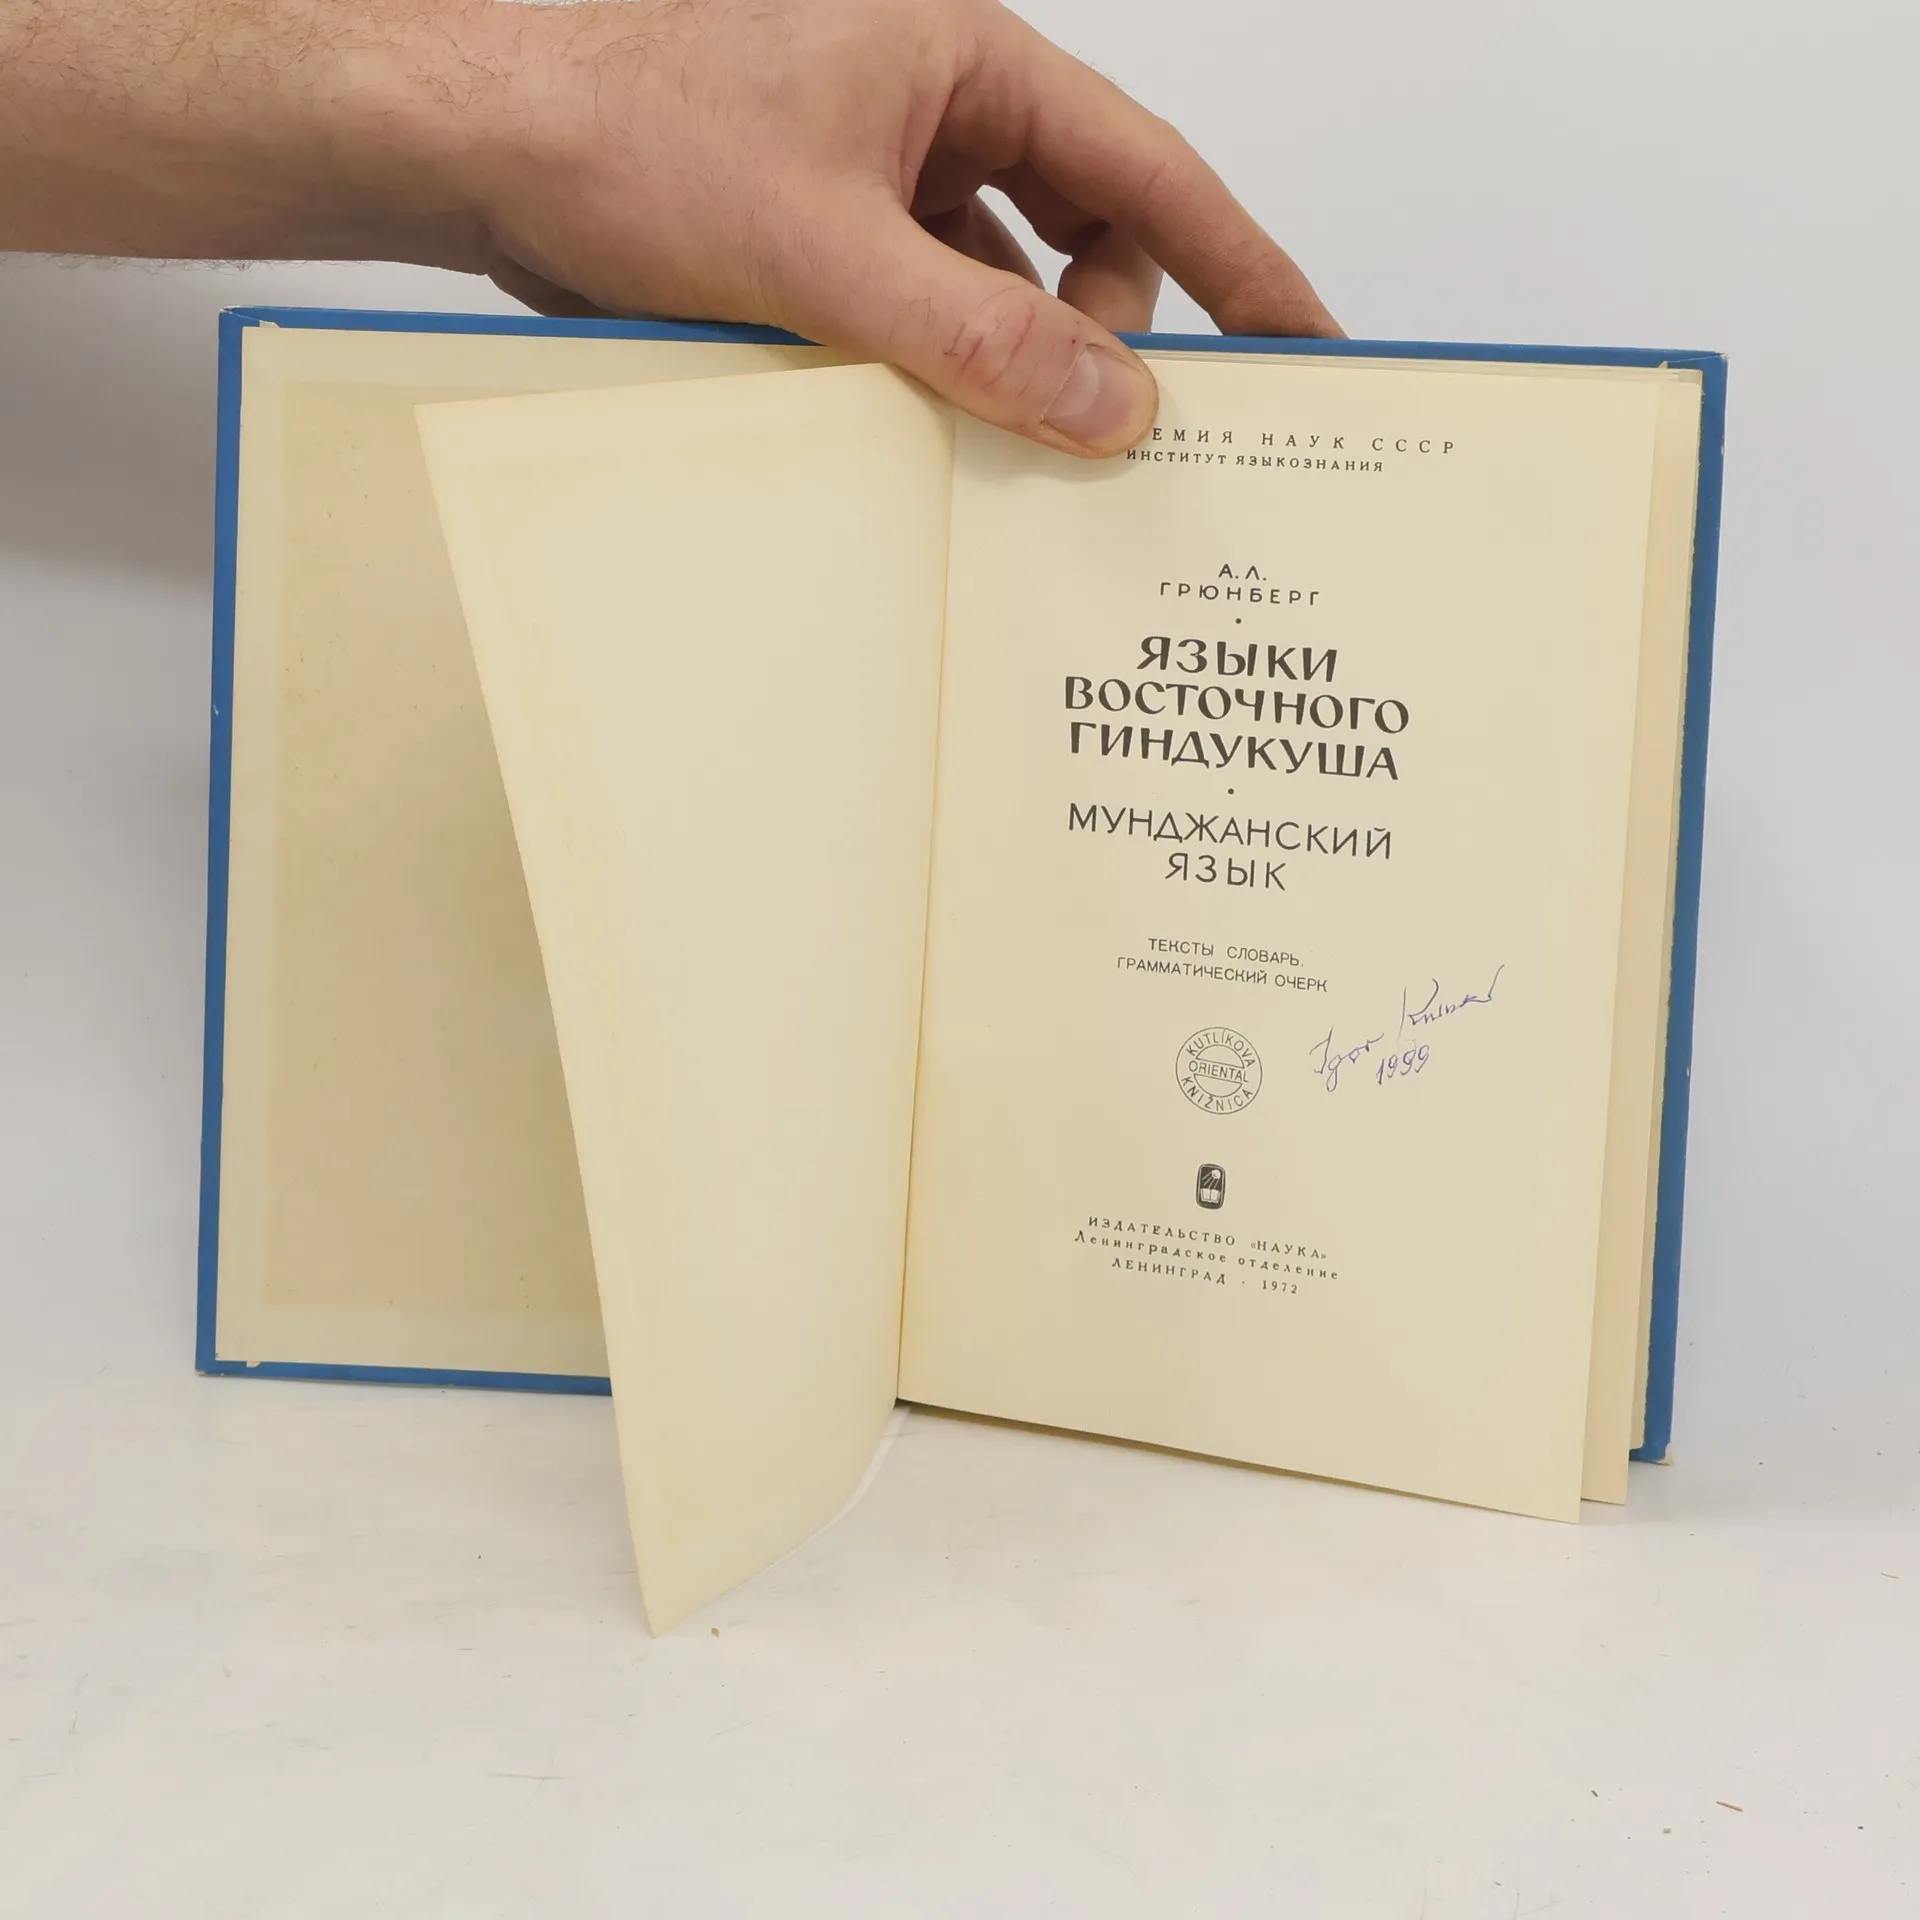 ЕМИЯ НАУК СССР
ИНСТИТУТ ЯЗЫКОЗНАНИЯ
А. Л.
ГРЮНБЕРГ
ЯЗЫКИ
ВОСТОЧНОГО
ГИНДУКУША
МУНДЖАНСКИЙ
ЯЗЫК
ТЕКСТЫ СЛОВАРЬ.
ГРАММАТИЧЕСКИЙ ОЧЕРК
Igor
1999
KUTLÍKOVA
ORIENTAL
KNIŽNICA
ИЗДАТЕЛЬСТВО «НАУКА»
Ленинградское отделение
ЛЕНИНГРАД · 1972